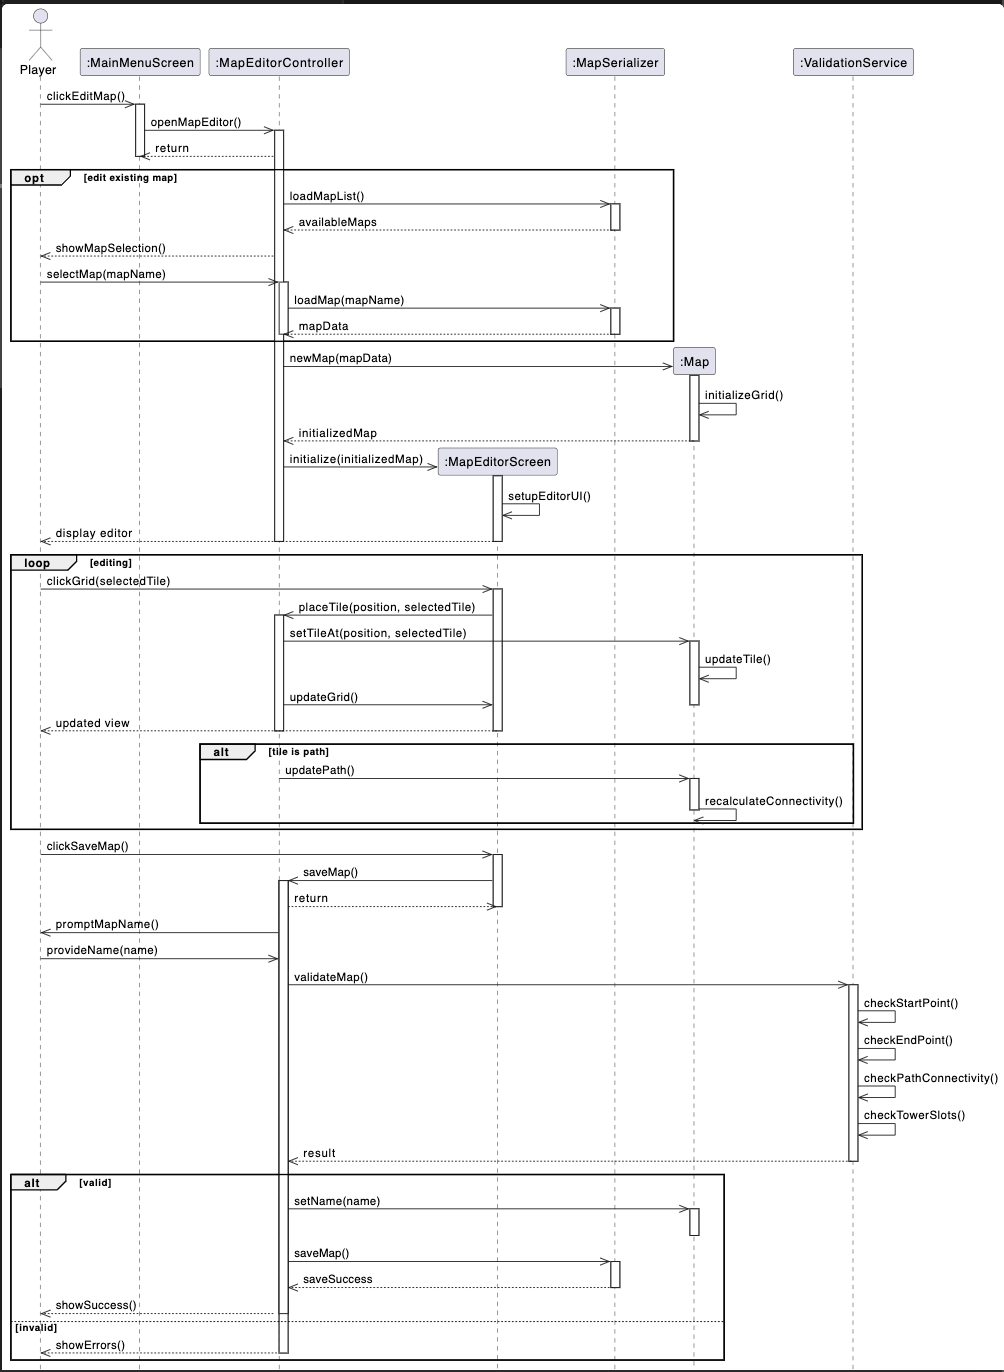 Player
:MainMenuScreen
:MapEditorController
:MapSerializer
:ValidationService
clickEditMap()
openMapEditor()
return
opt
[edit existing map]
loadMapList()
availableMaps
showMapSelection()
selectMap(mapName)
loadMap(mapName)
mapData
newMap(mapData)
:Map
initializeGrid()
initializedMap
initialize(initializedMap)
:MapEditorScreen
setupEditorUI()
display editor
loop
[editing]
clickGrid(selectedTile)
placeTile(position, selectedTile)
setTileAt(position, selectedTile)
updateTile()
updateGrid()
updated view
alt
[tile is path]
updatePath()
recalculateConnectivity()
clickSaveMap()
saveMap()
return
promptMapName()
provideName(name)
validateMap()
checkStartPoint()
checkEndPoint()
checkPathConnectivity()
checkTowerSlots()
result
alt
[valid]
setName(name)
saveMap()
saveSuccess
showSuccess()
[invalid]
showErrors()